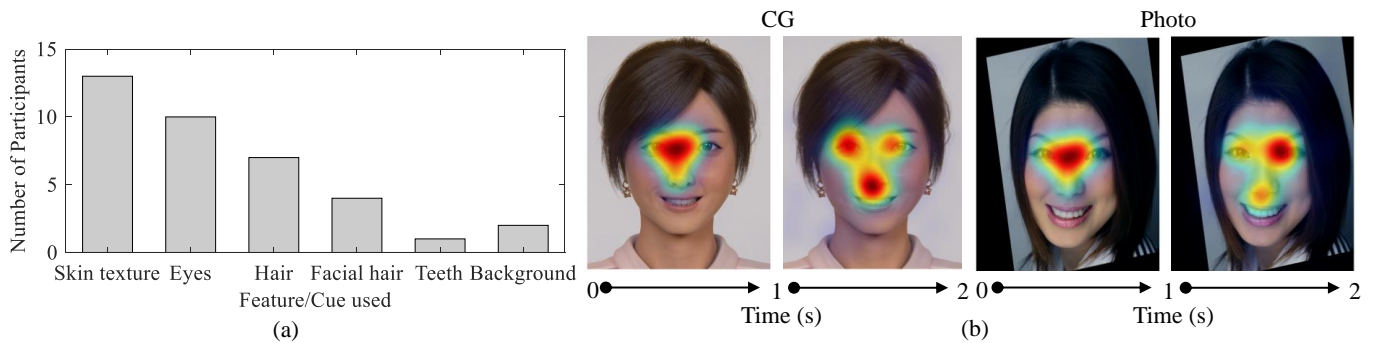 CG Photo
15
10
5
0
Number of Participants
Skin texture Eyes Hair Facial hair Teeth Background
Feature/Cue used
(a)
0 1 2 0 1 2
Time (s) Time (s)
(b)